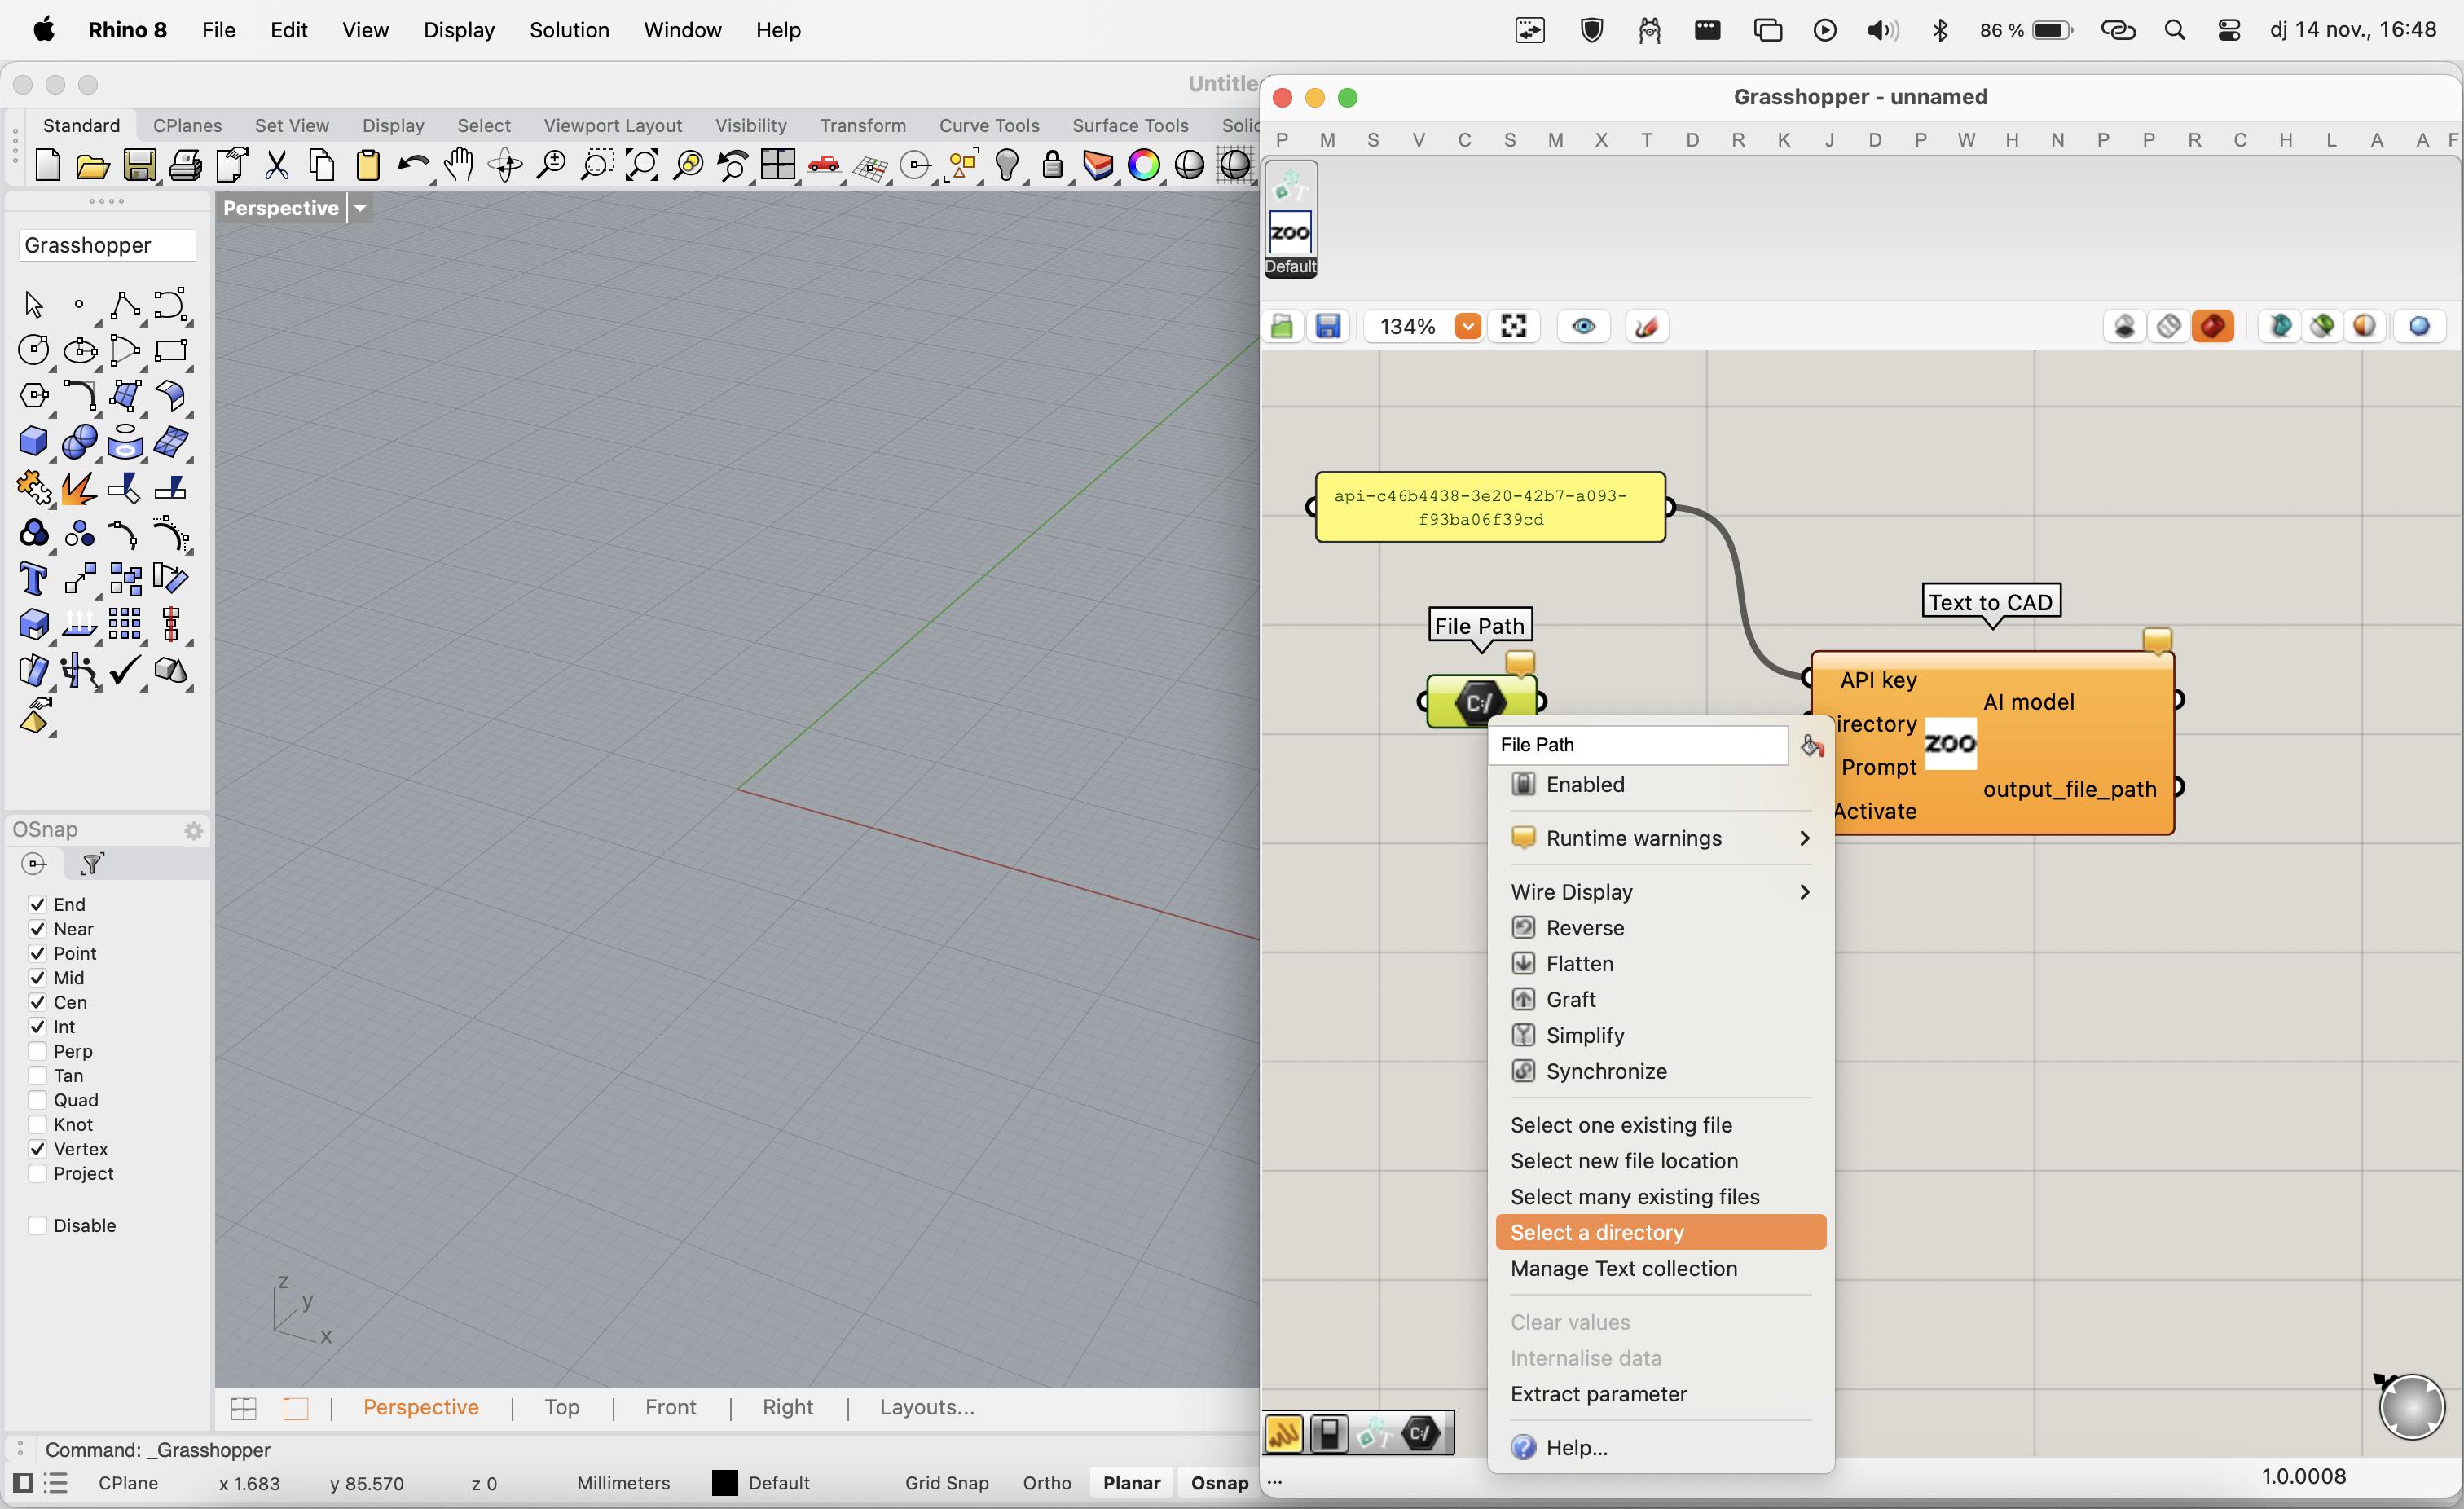 Rhino 8 File Edit View Display Solution Window Help
86 % dj 14 nov., 16:48
Untitle
Standard CPlanes Set View Display Select Viewport Layout Visibility Transform Curve Tools Surface Tools Solid
Perspective
Grasshopper
OSnap
End
Near
Point
Mid
Cen
Int
Perp
Tan
Quad
Knot
Vertex
Project
Disable
z
y
x
Perspective | Top | Front | Right | Layouts...
Command: _Grasshopper
CPlane x 1.683 y 85.570 z 0 Millimeters Default Grid Snap Ortho Planar Osnap
Grasshopper - unnamed
P M S V C S M X T D R K J D P W H N P P R C H L A A F
ZOO
Default
134%
api-c46b4438-3e20-42b7-a093-
f93ba06f39cd
File Path
C:/
Text to CAD
API key
irectory
Prompt
Activate
ZOO
AI model
output_file_path
File Path
Enabled
Runtime warnings
Wire Display
Reverse
Flatten
Graft
Simplify
Synchronize
Select one existing file
Select new file location
Select many existing files
Select a directory
Manage Text collection
Clear values
Internalise data
Extract parameter
Help...
C:/
...
1.0.0008